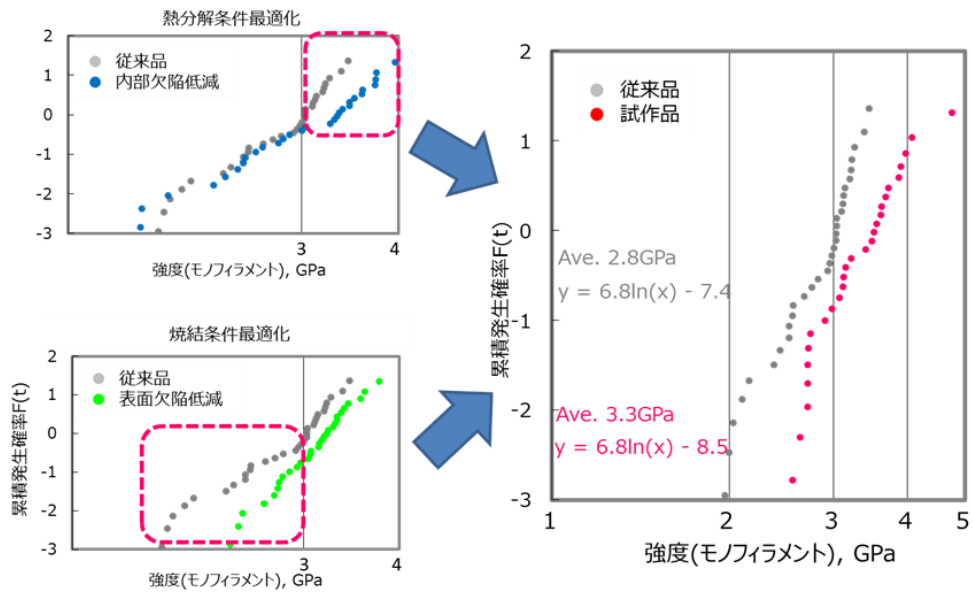 熱分解条件最適化
2
従来品
内部欠陥低減
1
0
-1
-2
-3
3
4
強度(モノフィラメント), GPa
焼結条件最適化
累積発生確率F(t)
2
従来品
1
表面欠陥低減
0
-1
-2
-3
3
4
強度(モノフィラメント), GPa
累積発生確率F(t)
2
従来品
試作品
1
0
Ave. 2.8GPa
y = 6.8ln(x) - 7.4
-1
-2
Ave. 3.3GPa
y = 6.8ln(x) - 8.5
-3
1
2
3
4
5
強度(モノフィラメント), GPa